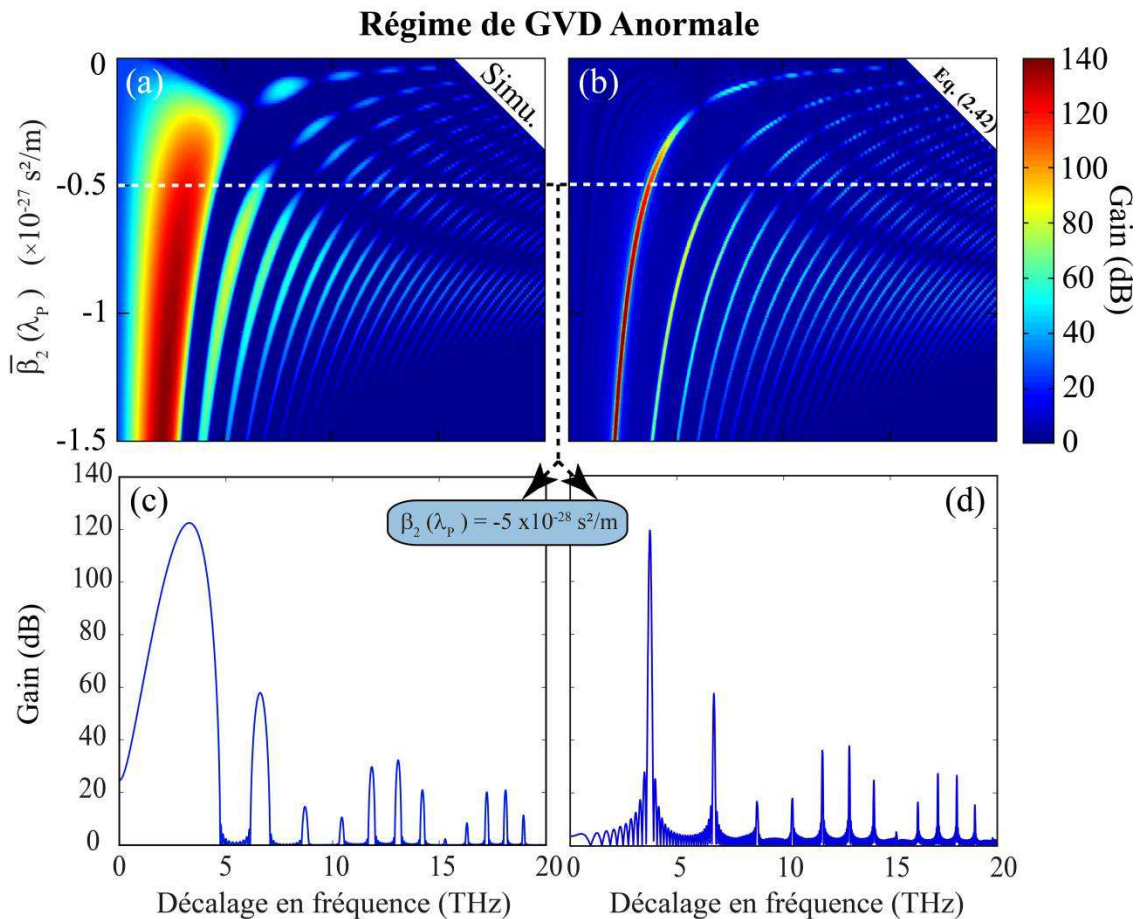 Régime de GVD Anormale
(a)
Simu.
(b)
Eq. (2.42)
0
-0.5
-1
-1.5
β̅₂ (λₚ) (×10⁻²⁷ s²/m)
140
120
100
80
60
40
20
0
Gain (dB)
β₂ (λₚ) = -5 x10⁻²⁸ s²/m
(c)
(d)
140
120
100
80
60
40
20
0
Gain (dB)
0
5
10
15
20
5
10
15
20
Décalage en fréquence (THz)
Décalage en fréquence (THz)